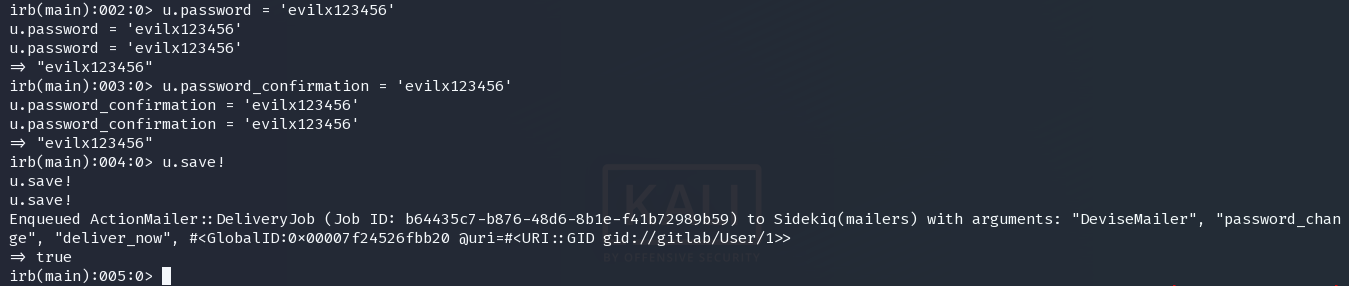 irb(main):002:0> u.password = 'evilx123456'
u.password = 'evilx123456'
u.password = 'evilx123456'
=> "evilx123456"
irb(main):003:0> u.password_confirmation = 'evilx123456'
u.password_confirmation = 'evilx123456'
u.password_confirmation = 'evilx123456'
=> "evilx123456"
irb(main):004:0> u.save!
u.save!
u.save!
Enqueued ActionMailer::DeliveryJob (Job ID: b64435c7-b876-48d6-8b1e-f41b72989b59) to Sidekiq(mailers) with arguments: "DeviseMailer", "password_chan
ge", "deliver_now", #<GlobalID:0×00007f24526fbb20 @uri=#<URI::GID gid://gitlab/User/1>>
=> true
irb(main):005:0>
KALI
BY OFFENSIVE SECURITY